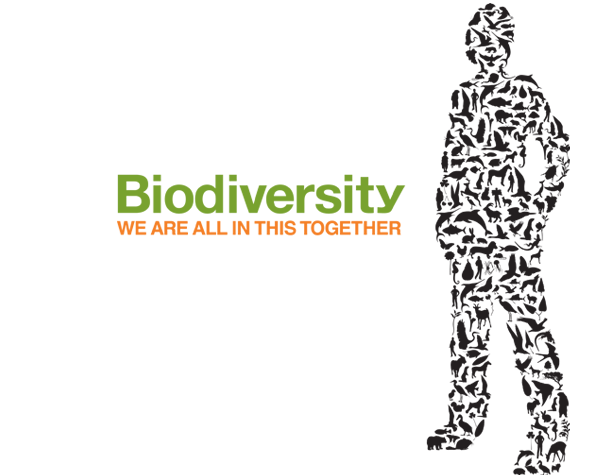 Biodiversity
WE ARE ALL IN THIS TOGETHER